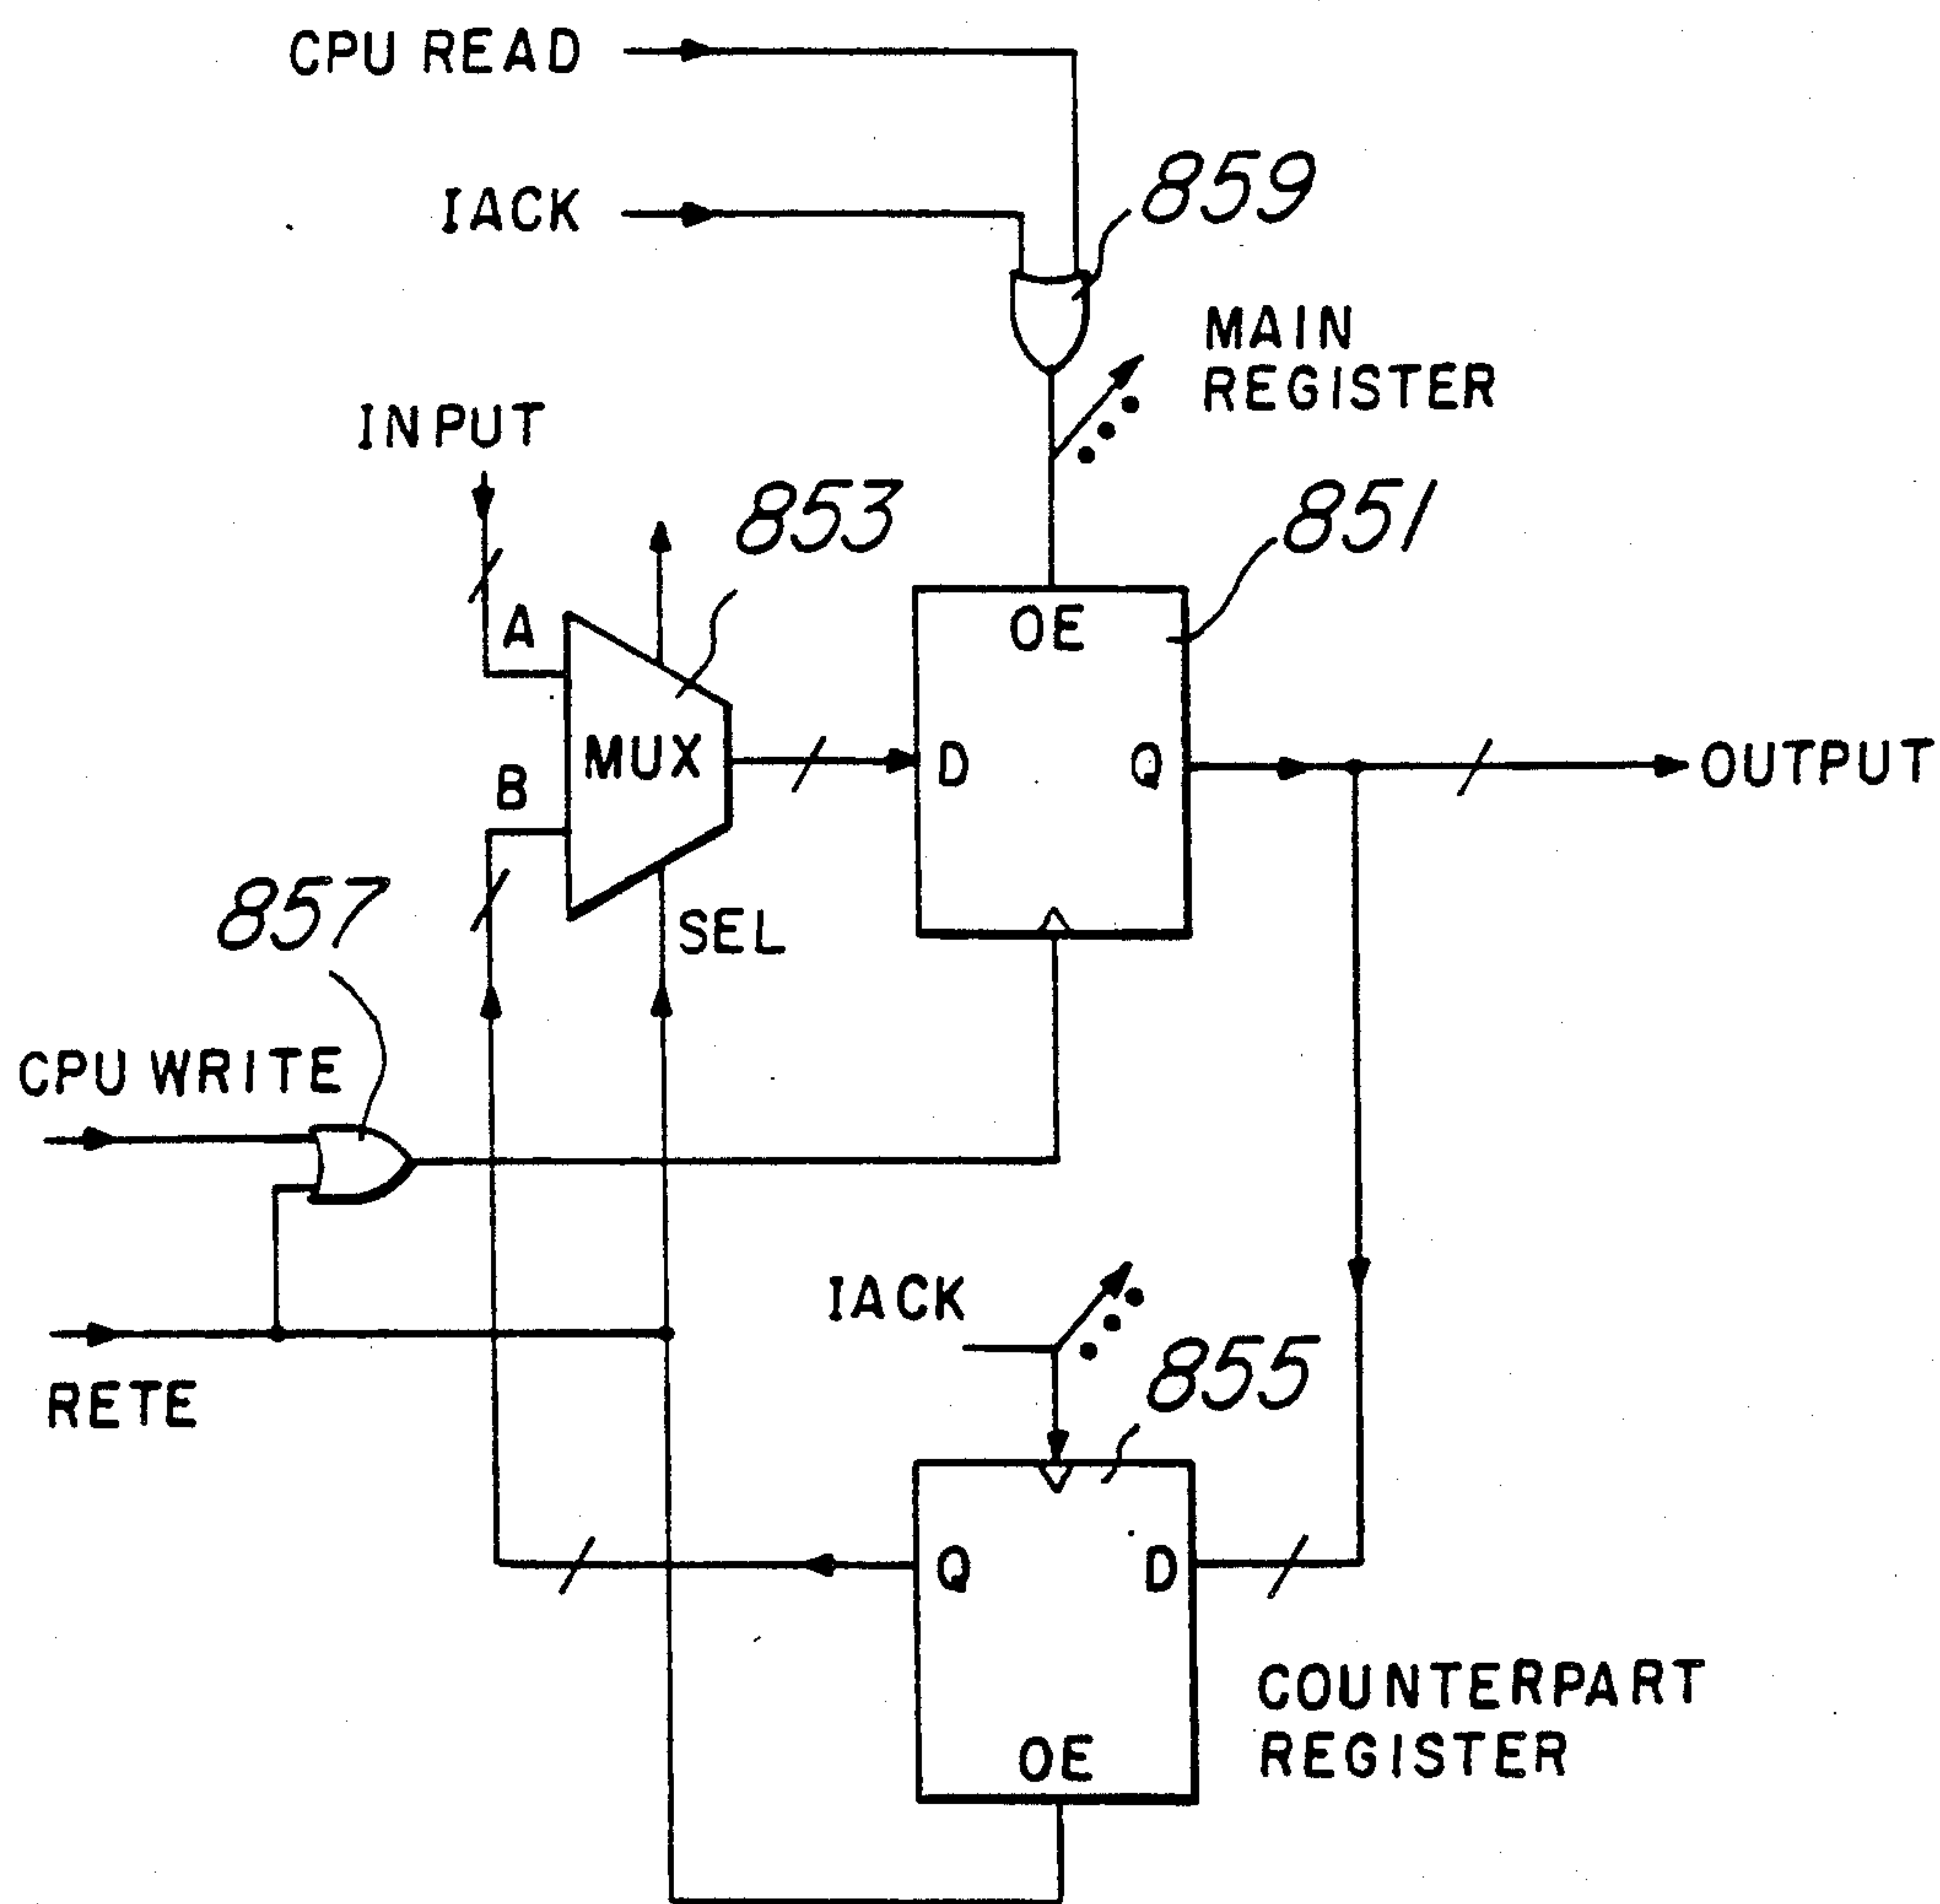 CPU READ
IACK
859
MAIN
REGISTER
INPUT
853
851
A
OE
MUX
D
Q
OUTPUT
B
857
SEL
CPU WRITE
IACK
855
RETE
Q
D
COUNTERPART
REGISTER
OE